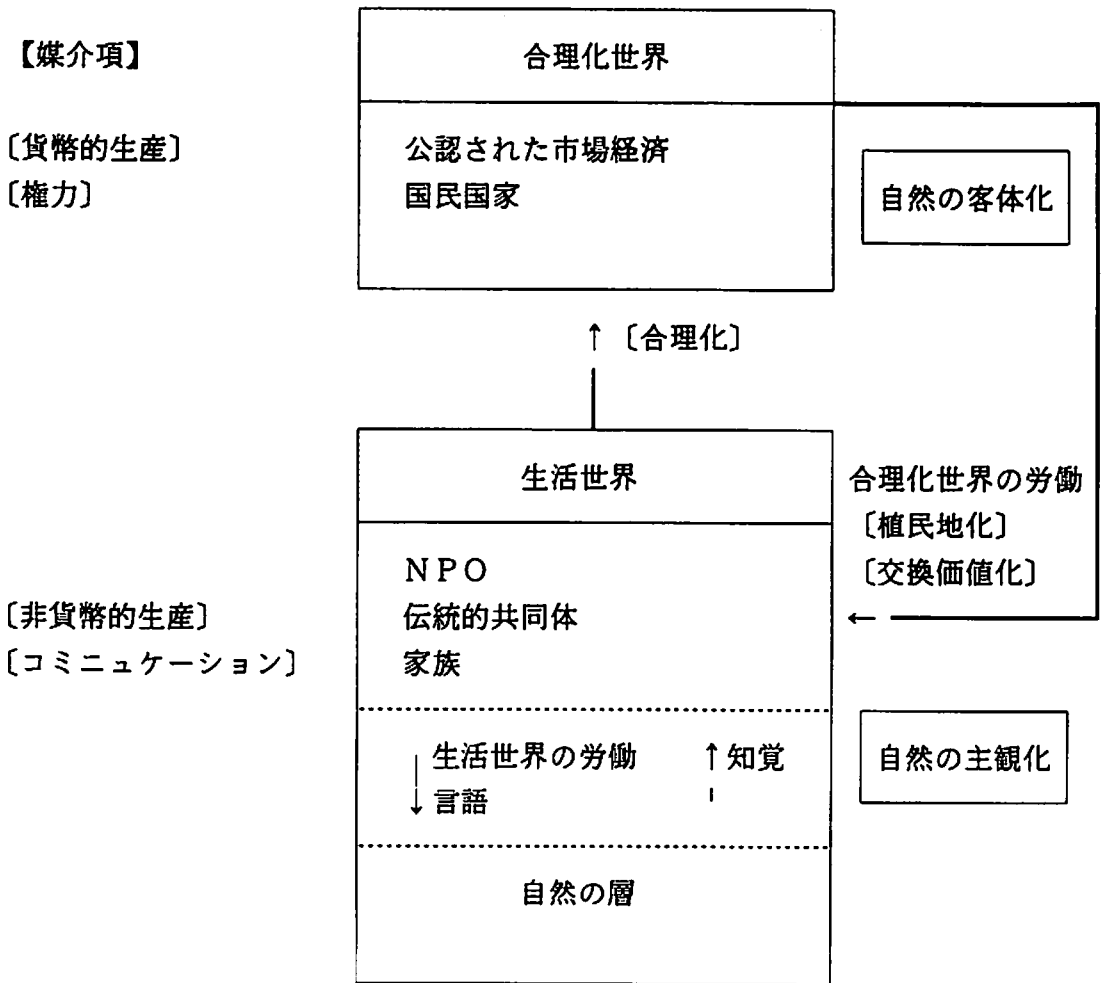 【媒介項】
合理化世界
〔貨幣的生産〕
〔権力〕
公認された市場経済
国民国家
自然の客体化
↑〔合理化〕
生活世界
合理化世界の労働
〔植民地化〕
〔交換価値化〕
←
〔非貨幣的生産〕
〔コミニュケーション〕
NPO
伝統的共同体
家族
↓生活世界の労働
言語
↑知覚
自然の主観化
自然の層